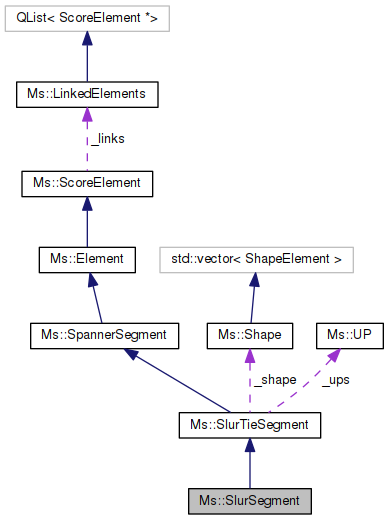 QList< ScoreElement *>
Ms::LinkedElements
_links
Ms::ScoreElement
Ms::Element
std::vector< ShapeElement >
Ms::SpannerSegment
Ms::Shape
Ms::UP
_shape
_ups
Ms::SlurTieSegment
Ms::SlurSegment